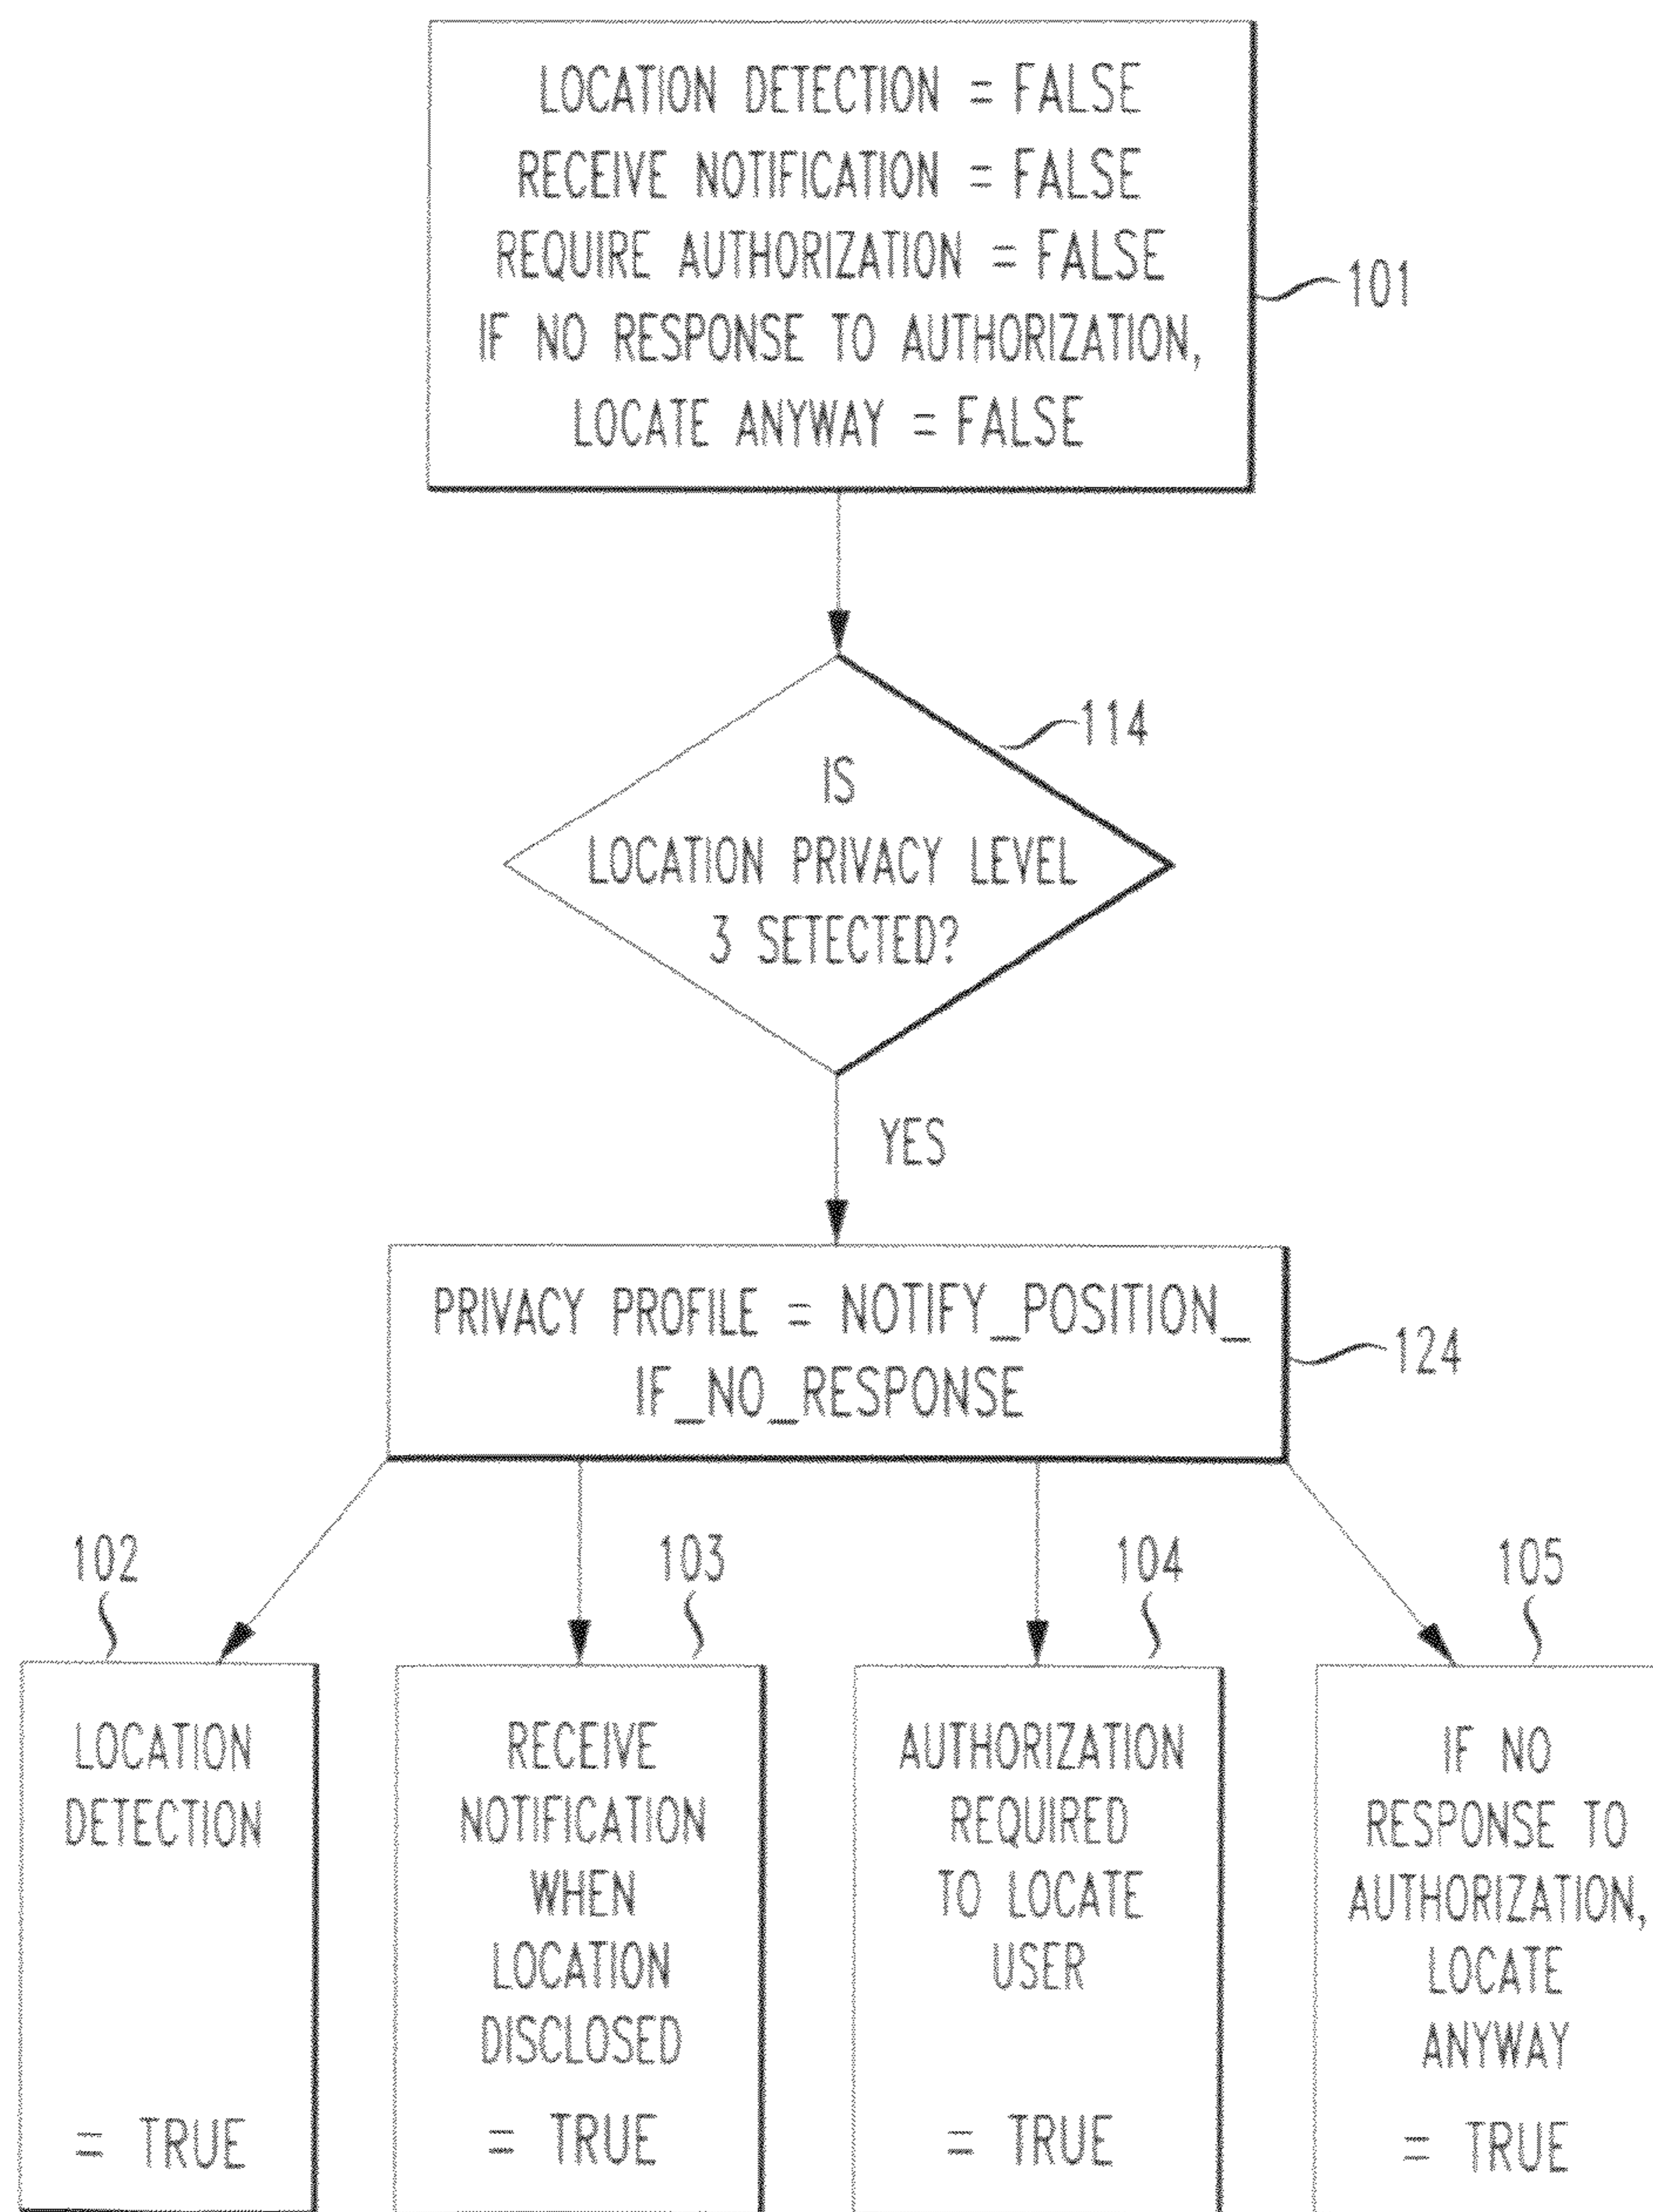 LOCATION DETECTION = FALSE
RECEIVE NOTIFICATION = FALSE
REQUIRE AUTHORIZATION = FALSE
IF NO RESPONSE TO AUTHORIZATION,
LOCATE ANYWAY = FALSE
101
114
IS
LOCATION PRIVACY LEVEL
3 SETECTED?
YES
PRIVACY PROFILE = NOTIFY_POSITION_
IF_NO_RESPONSE
124
102
LOCATION
DETECTION
= TRUE
103
RECEIVE
NOTIFICATION
WHEN
LOCATION
DISCLOSED
= TRUE
104
AUTHORIZATION
REQUIRED
TO LOCATE
USER
= TRUE
105
IF NO
RESPONSE TO
AUTHORIZATION,
LOCATE
ANYWAY
= TRUE